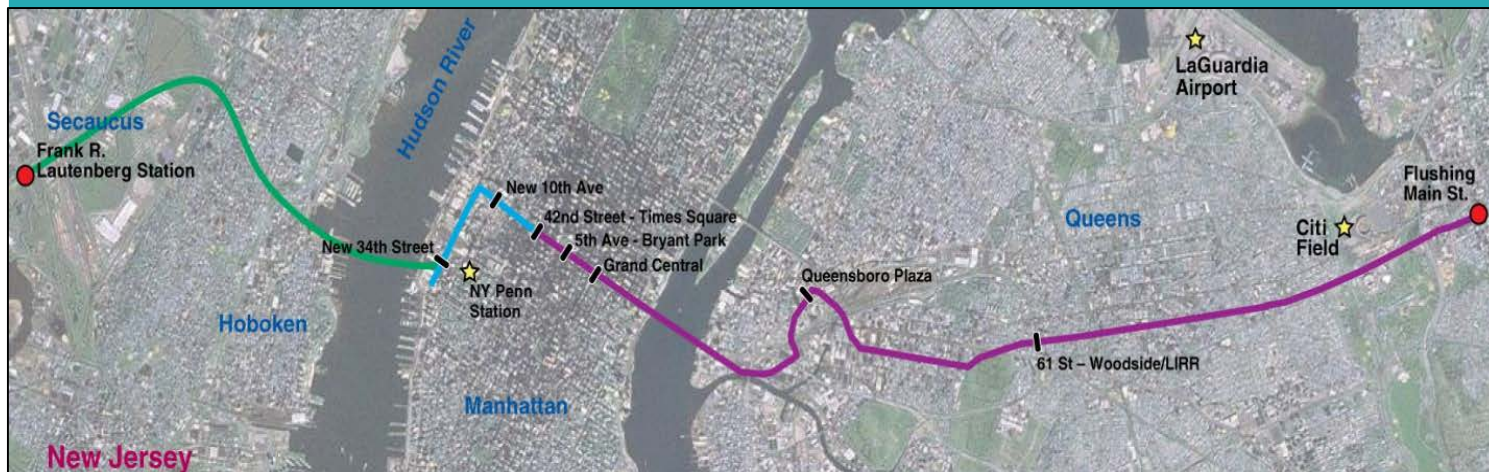 Secaucus
Frank R.
Lautenberg Station
Hudson River
New 10th Ave
42nd Street - Times Square
5th Ave - Bryant Park
Grand Central
New 34th Street
NY Penn
Station
Hoboken
Manhattan
New Jersey
Queensboro Plaza
61 St – Woodside/LIRR
Queens
LaGuardia
Airport
Citi
Field
Flushing
Main St.